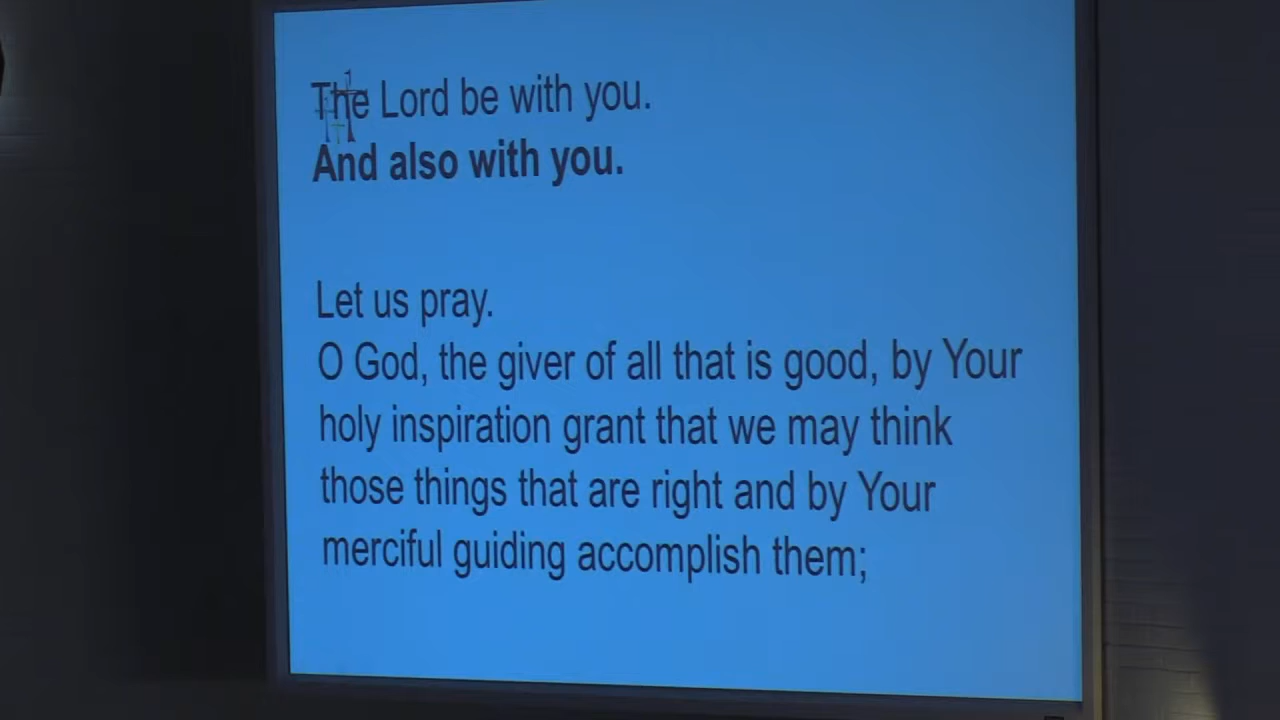 The Lord be with you.
And also with you.
Let us pray.
O God, the giver of all that is good, by Your
holy inspiration grant that we may think
those things that are right and by Your
merciful guiding accomplish them;